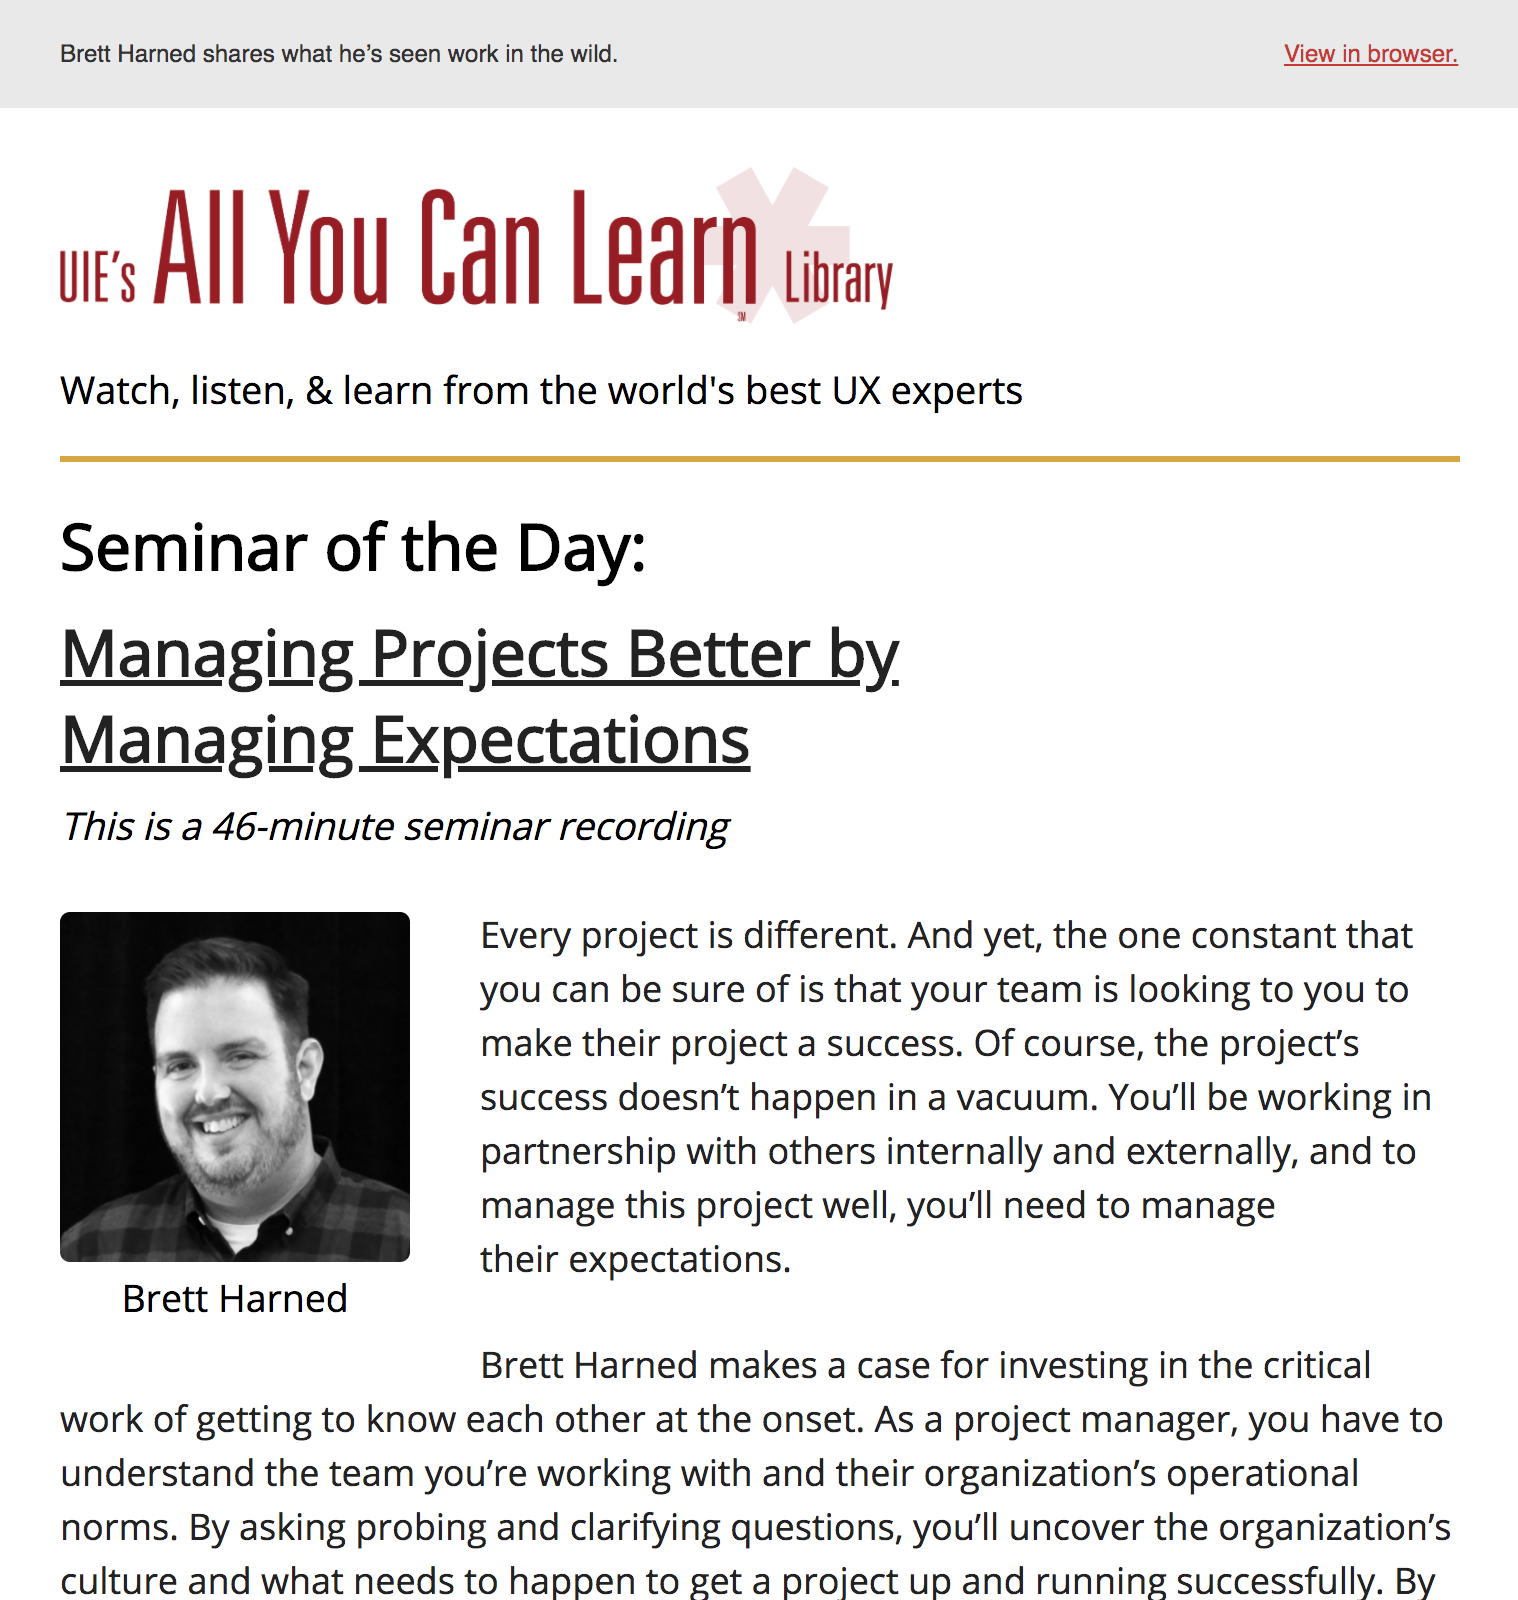 Brett Harned shares what he’s seen work in the wild.
View in browser.
UIE’s All You Can Learn Library
SM
Watch, listen, & learn from the world's best UX experts
Seminar of the Day:
Managing Projects Better by
Managing Expectations
This is a 46-minute seminar recording
Every project is different. And yet, the one constant that
you can be sure of is that your team is looking to you to
make their project a success. Of course, the project’s
success doesn’t happen in a vacuum. You’ll be working in
partnership with others internally and externally, and to
manage this project well, you’ll need to manage
their expectations.
Brett Harned
Brett Harned makes a case for investing in the critical
work of getting to know each other at the onset. As a project manager, you have to
understand the team you’re working with and their organization’s operational
norms. By asking probing and clarifying questions, you’ll uncover the organization’s
culture and what needs to happen to get a project up and running successfully. By